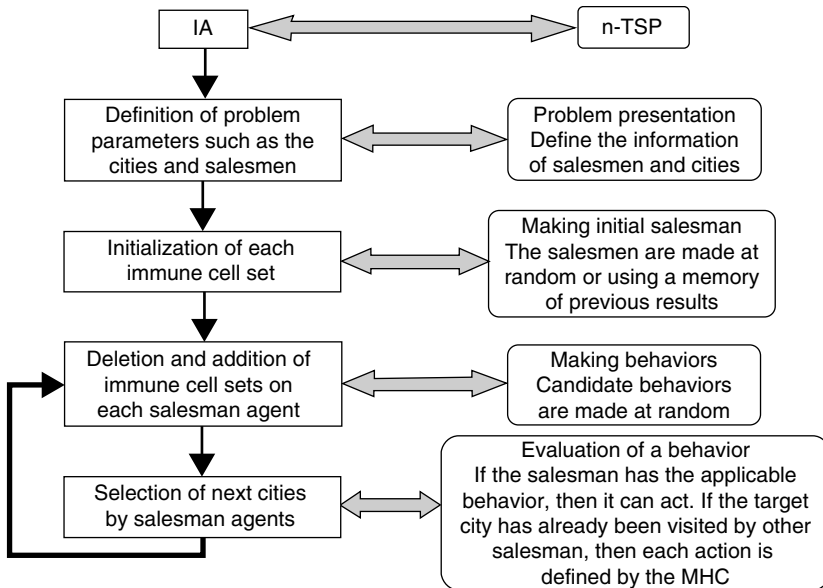 IA
n-TSP
Definition of problem
parameters such as the
cities and salesmen
Problem presentation
Define the information
of salesmen and cities
Initialization of each
immune cell set
Making initial salesman
The salesmen are made at
random or using a memory
of previous results
Deletion and addition of
immune cell sets on
each salesman agent
Making behaviors
Candidate behaviors
are made at random
Selection of next cities
by salesman agents
Evaluation of a behavior
If the salesman has the applicable
behavior, then it can act. If the target
city has already been visited by other
salesman, then each action is
defined by the MHC